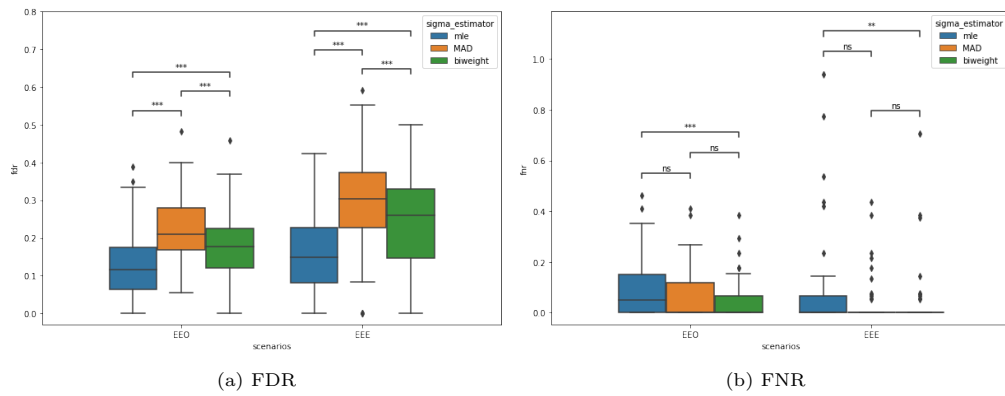 0.8
0.7
0.6
0.5
0.4
0.3
0.2
0.1
0.0
fdr
sigma_estimator
mle
MAD
biweight
***
***
***
***
***
***
EEO
EEE
scenarios
(a) FDR
1.0
0.8
0.6
0.4
0.2
0.0
fnr
sigma_estimator
mle
MAD
biweight
**
ns
ns
***
ns
ns
EEO
EEE
scenarios
(b) FNR